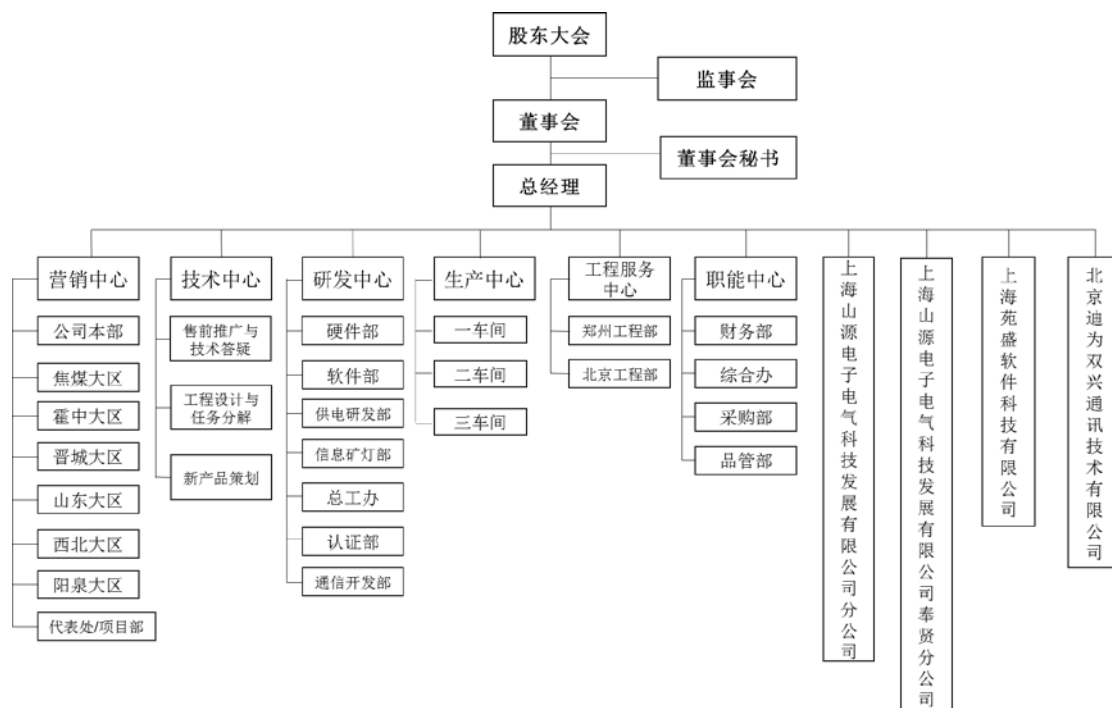 股东大会
监事会
董事会
董事会秘书
总经理
营销中心
公司本部
焦煤大区
霍中大区
晋城大区
山东大区
西北大区
阳泉大区
代表处/项目部
技术中心
售前推广与
技术答疑
工程设计与
任务分解
新产品策划
研发中心
硬件部
软件部
供电研发部
信息矿灯部
总工办
认证部
通信开发部
生产中心
一车间
二车间
三车间
工程服务
中心
郑州工程部
北京工程部
职能中心
财务部
综合办
采购部
品管部
上海山源电子电气科技发展有限公司分公司
上海山源电子电气科技发展有限公司奉贤分公司
上海苑盛软件科技有限公司
北京迪为双兴通讯技术有限公司